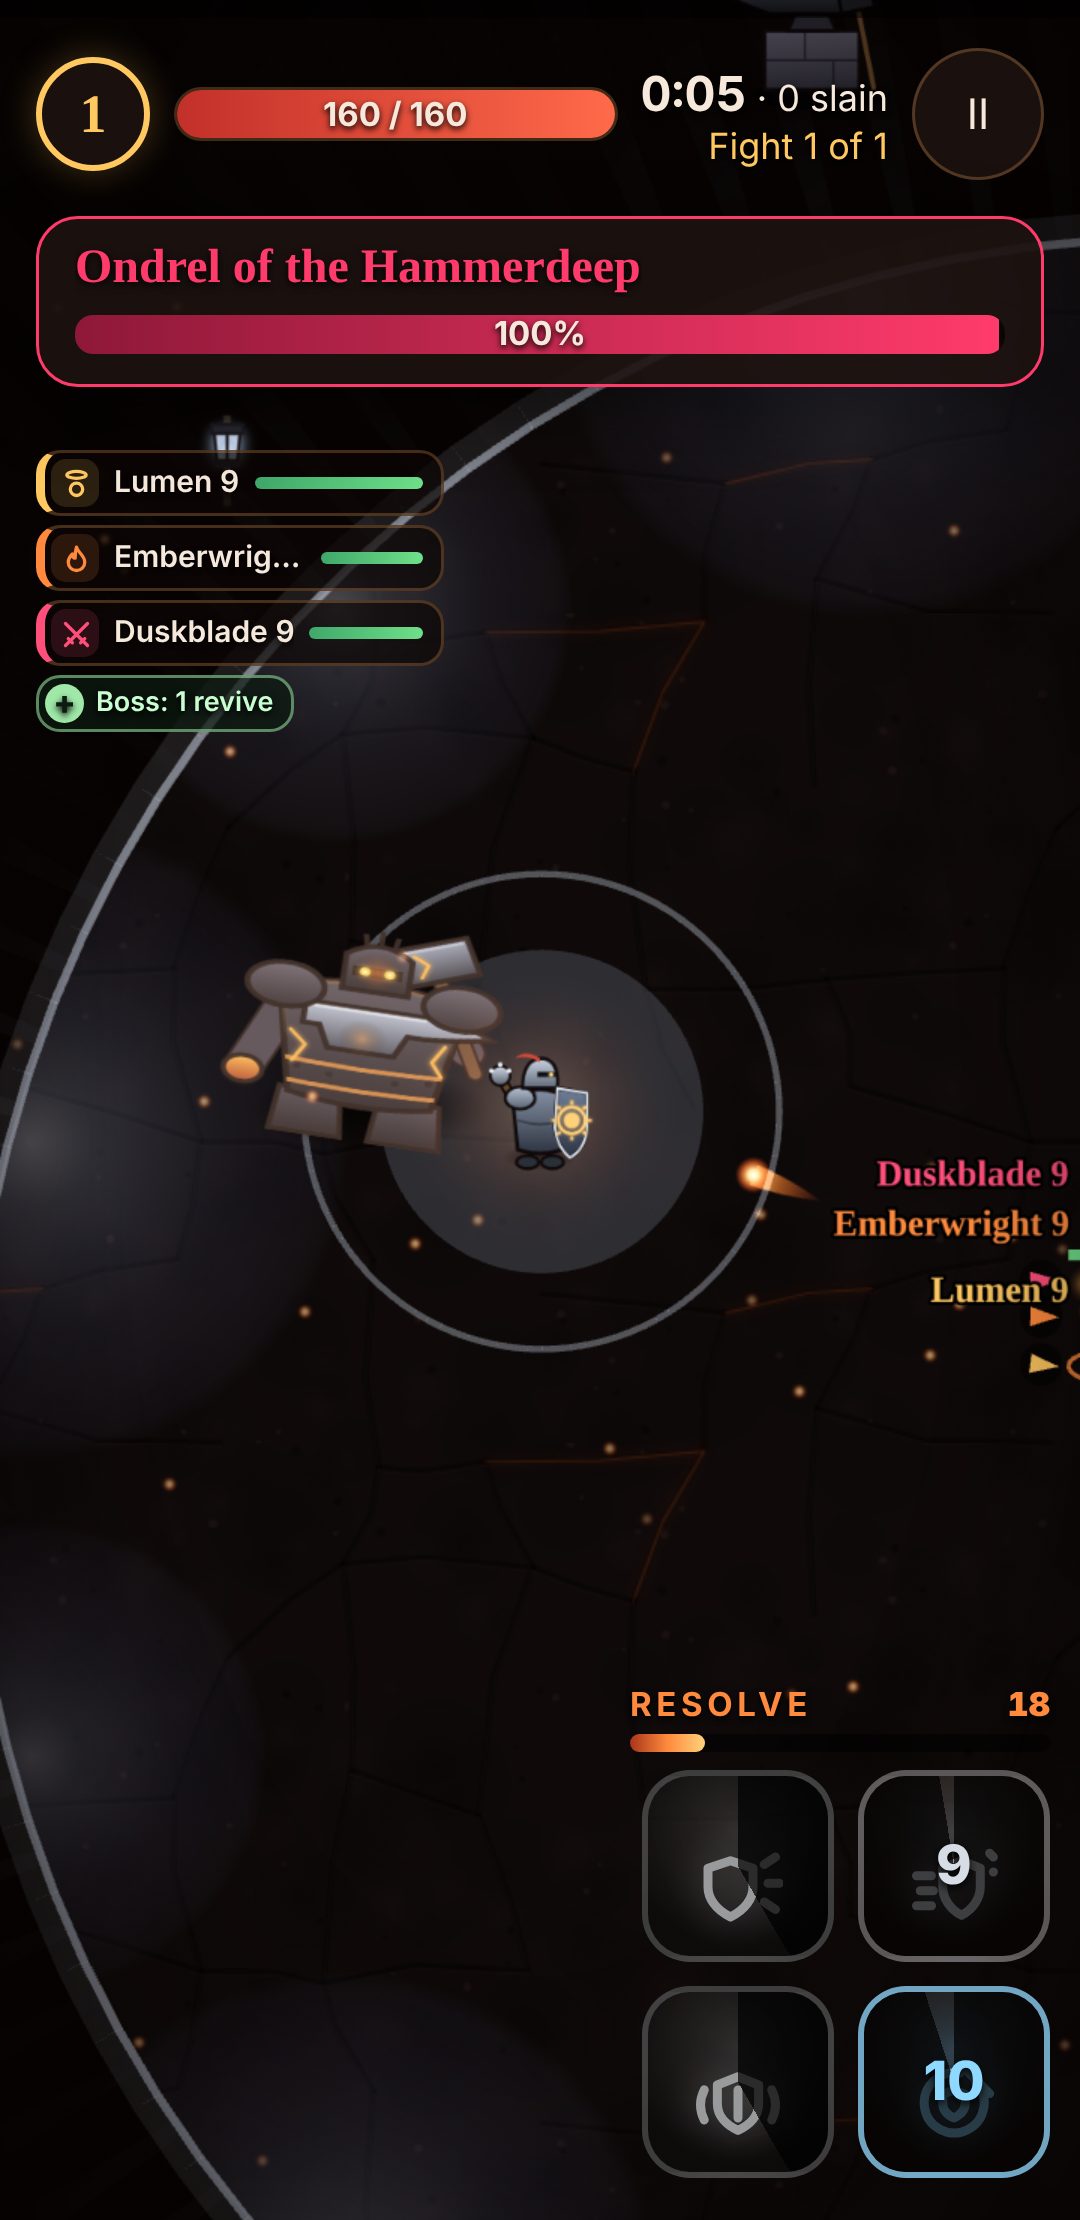 1
160 / 160
0:05 · 0 slain
Fight 1 of 1
Ondrel of the Hammerdeep
100%
Lumen 9
Emberwrig...
Duskblade 9
Boss: 1 revive
Duskblade 9
Emberwright 9
Lumen 9
RESOLVE 18
9
10